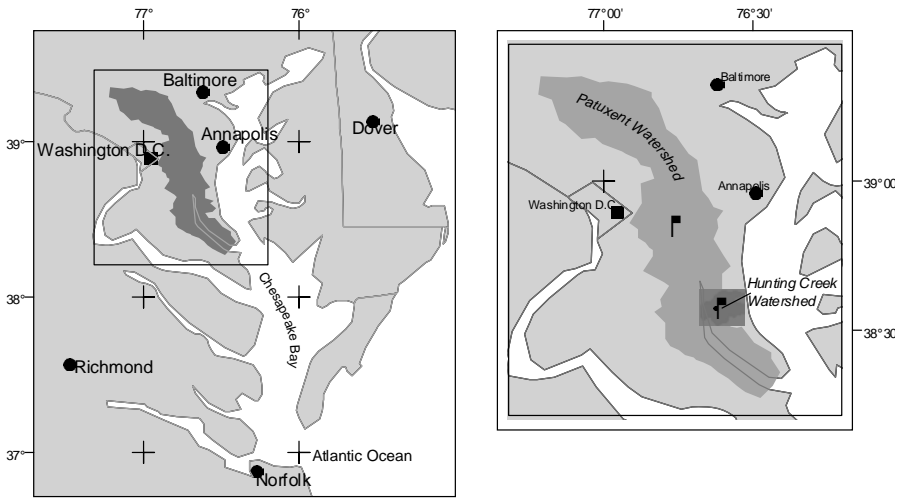 77°
76°
Baltimore
Annapolis
Dover
39°
Washington D.C.
38°
Chesapeake Bay
Richmond
37°
Atlantic Ocean
Norfolk
77°00'
76°30'
Baltimore
Patuxent Watershed
Annapolis
39°00'
Washington D.C.
Hunting Creek
Watershed
38°30'